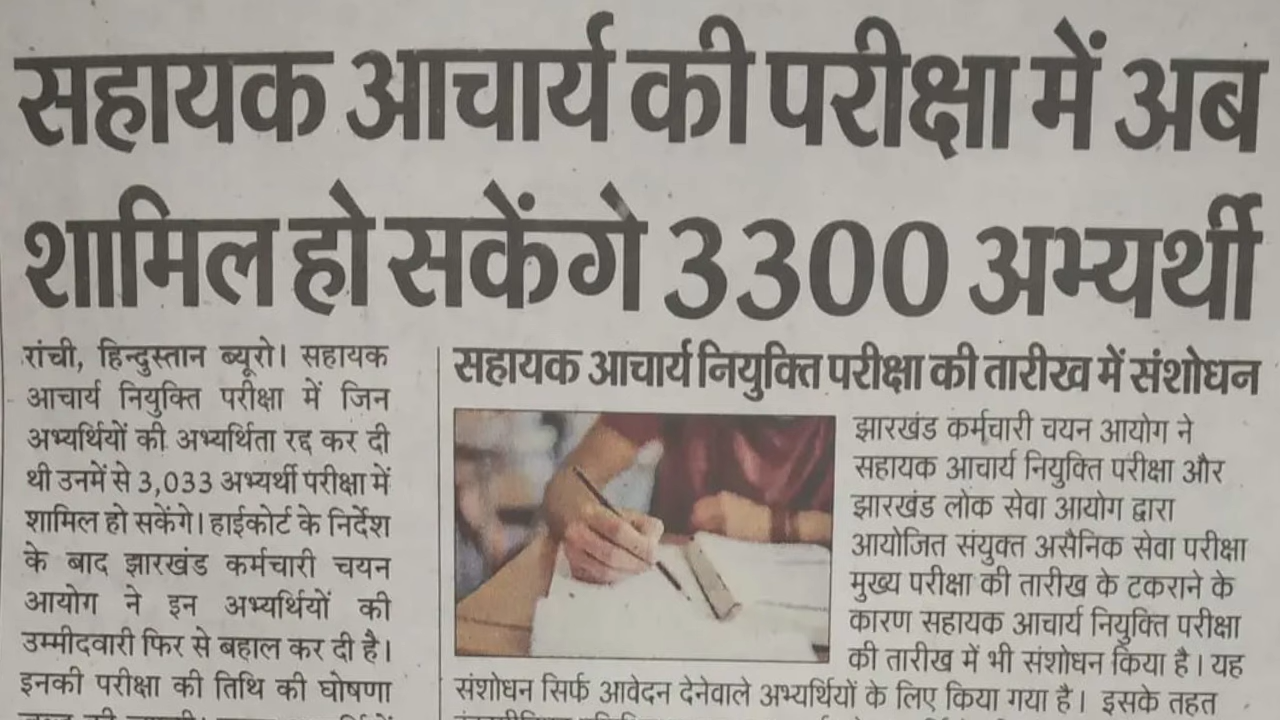 सहायक आचार्य की परीक्षा में अब
शामिल हो सकेंगे 3300 अभ्यर्थी
रांची, हिन्दुस्तान ब्यूरो। सहायक
आचार्य नियुक्ति परीक्षा में जिन
अभ्यर्थियों की अभ्यर्थिता रद्द कर दी
थी उनमें से 3,033 अभ्यर्थी परीक्षा में
शामिल हो सकेंगे। हाईकोर्ट के निर्देश
के बाद झारखंड कर्मचारी चयन
आयोग ने इन अभ्यर्थियों की
उम्मीदवारी फिर से बहाल कर दी है।
इनकी परीक्षा की तिथि की घोषणा
सहायक आचार्य नियुक्ति परीक्षा की तारीख में संशोधन
झारखंड कर्मचारी चयन आयोग ने
सहायक आचार्य नियुक्ति परीक्षा और
झारखंड लोक सेवा आयोग द्वारा
आयोजित संयुक्त असैनिक सेवा परीक्षा
मुख्य परीक्षा की तारीख के टकराने के
कारण सहायक आचार्य नियुक्ति परीक्षा
की तारीख में भी संशोधन किया है। यह
संशोधन सिर्फ आवेदन देनेवाले अभ्यर्थियों के लिए किया गया है। इसके तहत